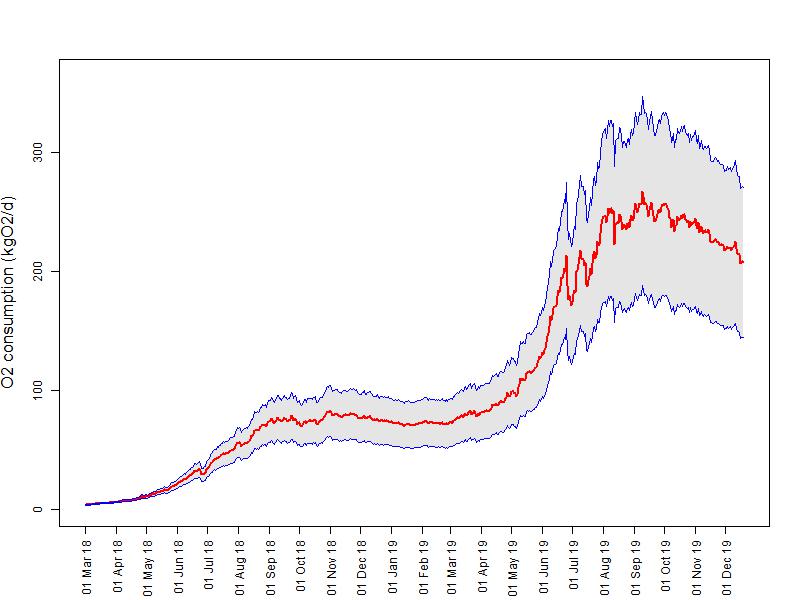 O2 consumption (kgO2/d)
300
200
100
0
01 Mar 18
01 Apr 18
01 May 18
01 Jun 18
01 Jul 18
01 Aug 18
01 Sep 18
01 Oct 18
01 Nov 18
01 Dec 18
01 Jan 19
01 Feb 19
01 Mar 19
01 Apr 19
01 May 19
01 Jun 19
01 Jul 19
01 Aug 19
01 Sep 19
01 Oct 19
01 Nov 19
01 Dec 19